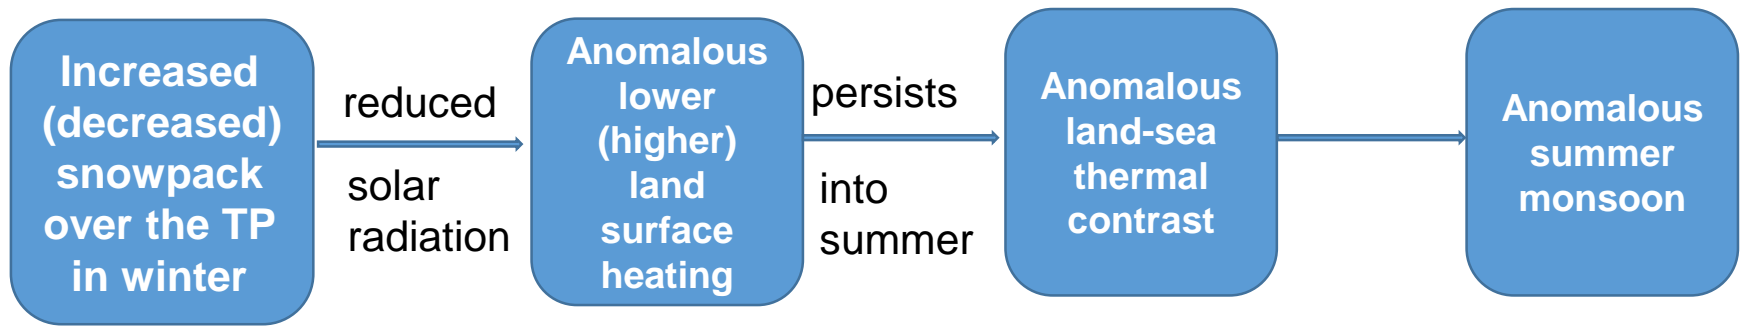 Increased
(decreased)
snowpack
over the TP
in winter
reduced
solar
radiation
Anomalous
lower
(higher)
land
surface
heating
persists
into
summer
Anomalous
land-sea
thermal
contrast
Anomalous
summer
monsoon